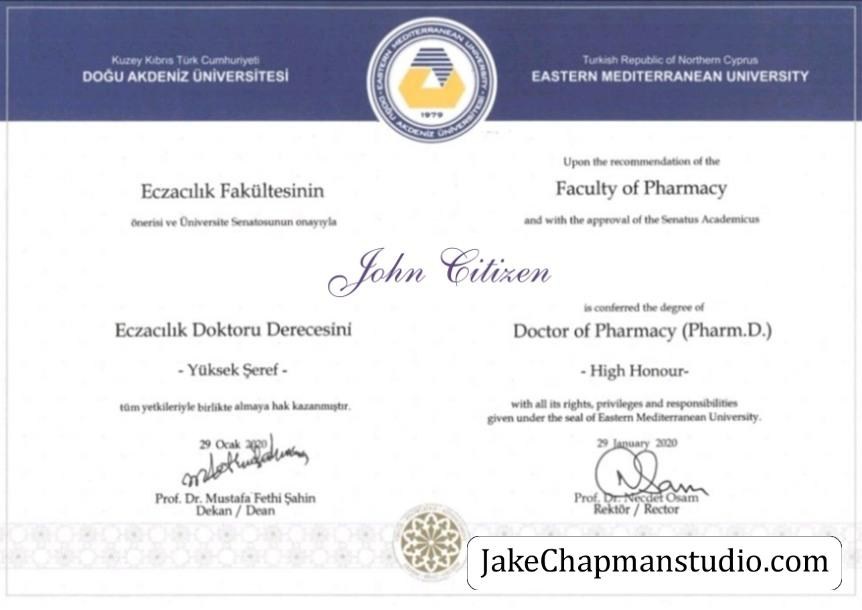 Kuzey Kıbrıs Türk Cumhuriyeti
DOĞU AKDENİZ ÜNİVERSİTESİ
Turkish Republic of Northern Cyprus
EASTERN MEDITERRANEAN UNIVERSITY
EASTERN MEDITERRANEAN UNIVERSITY
1979
DOĞU AKDENİZ ÜNİVERSİTESİ
Eczacılık Fakültesinin
önerisi ve Üniversite Senatosunun onayıyla
Upon the recommendation of the
Faculty of Pharmacy
and with the approval of the Senatus Academicus
John Citizen
Eczacılık Doktoru Derecesini
- Yüksek Şeref -
tüm yetkileriyle birlikte almaya hak kazanmıştır.
29 Ocak 2020
Prof. Dr. Mustafa Fethi Şahin
Dekan / Dean
is conferred the degree of
Doctor of Pharmacy (Pharm.D.)
- High Honour-
with all its rights, privileges and responsibilities
given under the seal of Eastern Mediterranean University.
29 January 2020
Prof. Dr. Necdet Osam
Rektör / Rector
JakeChapmanstudio.com